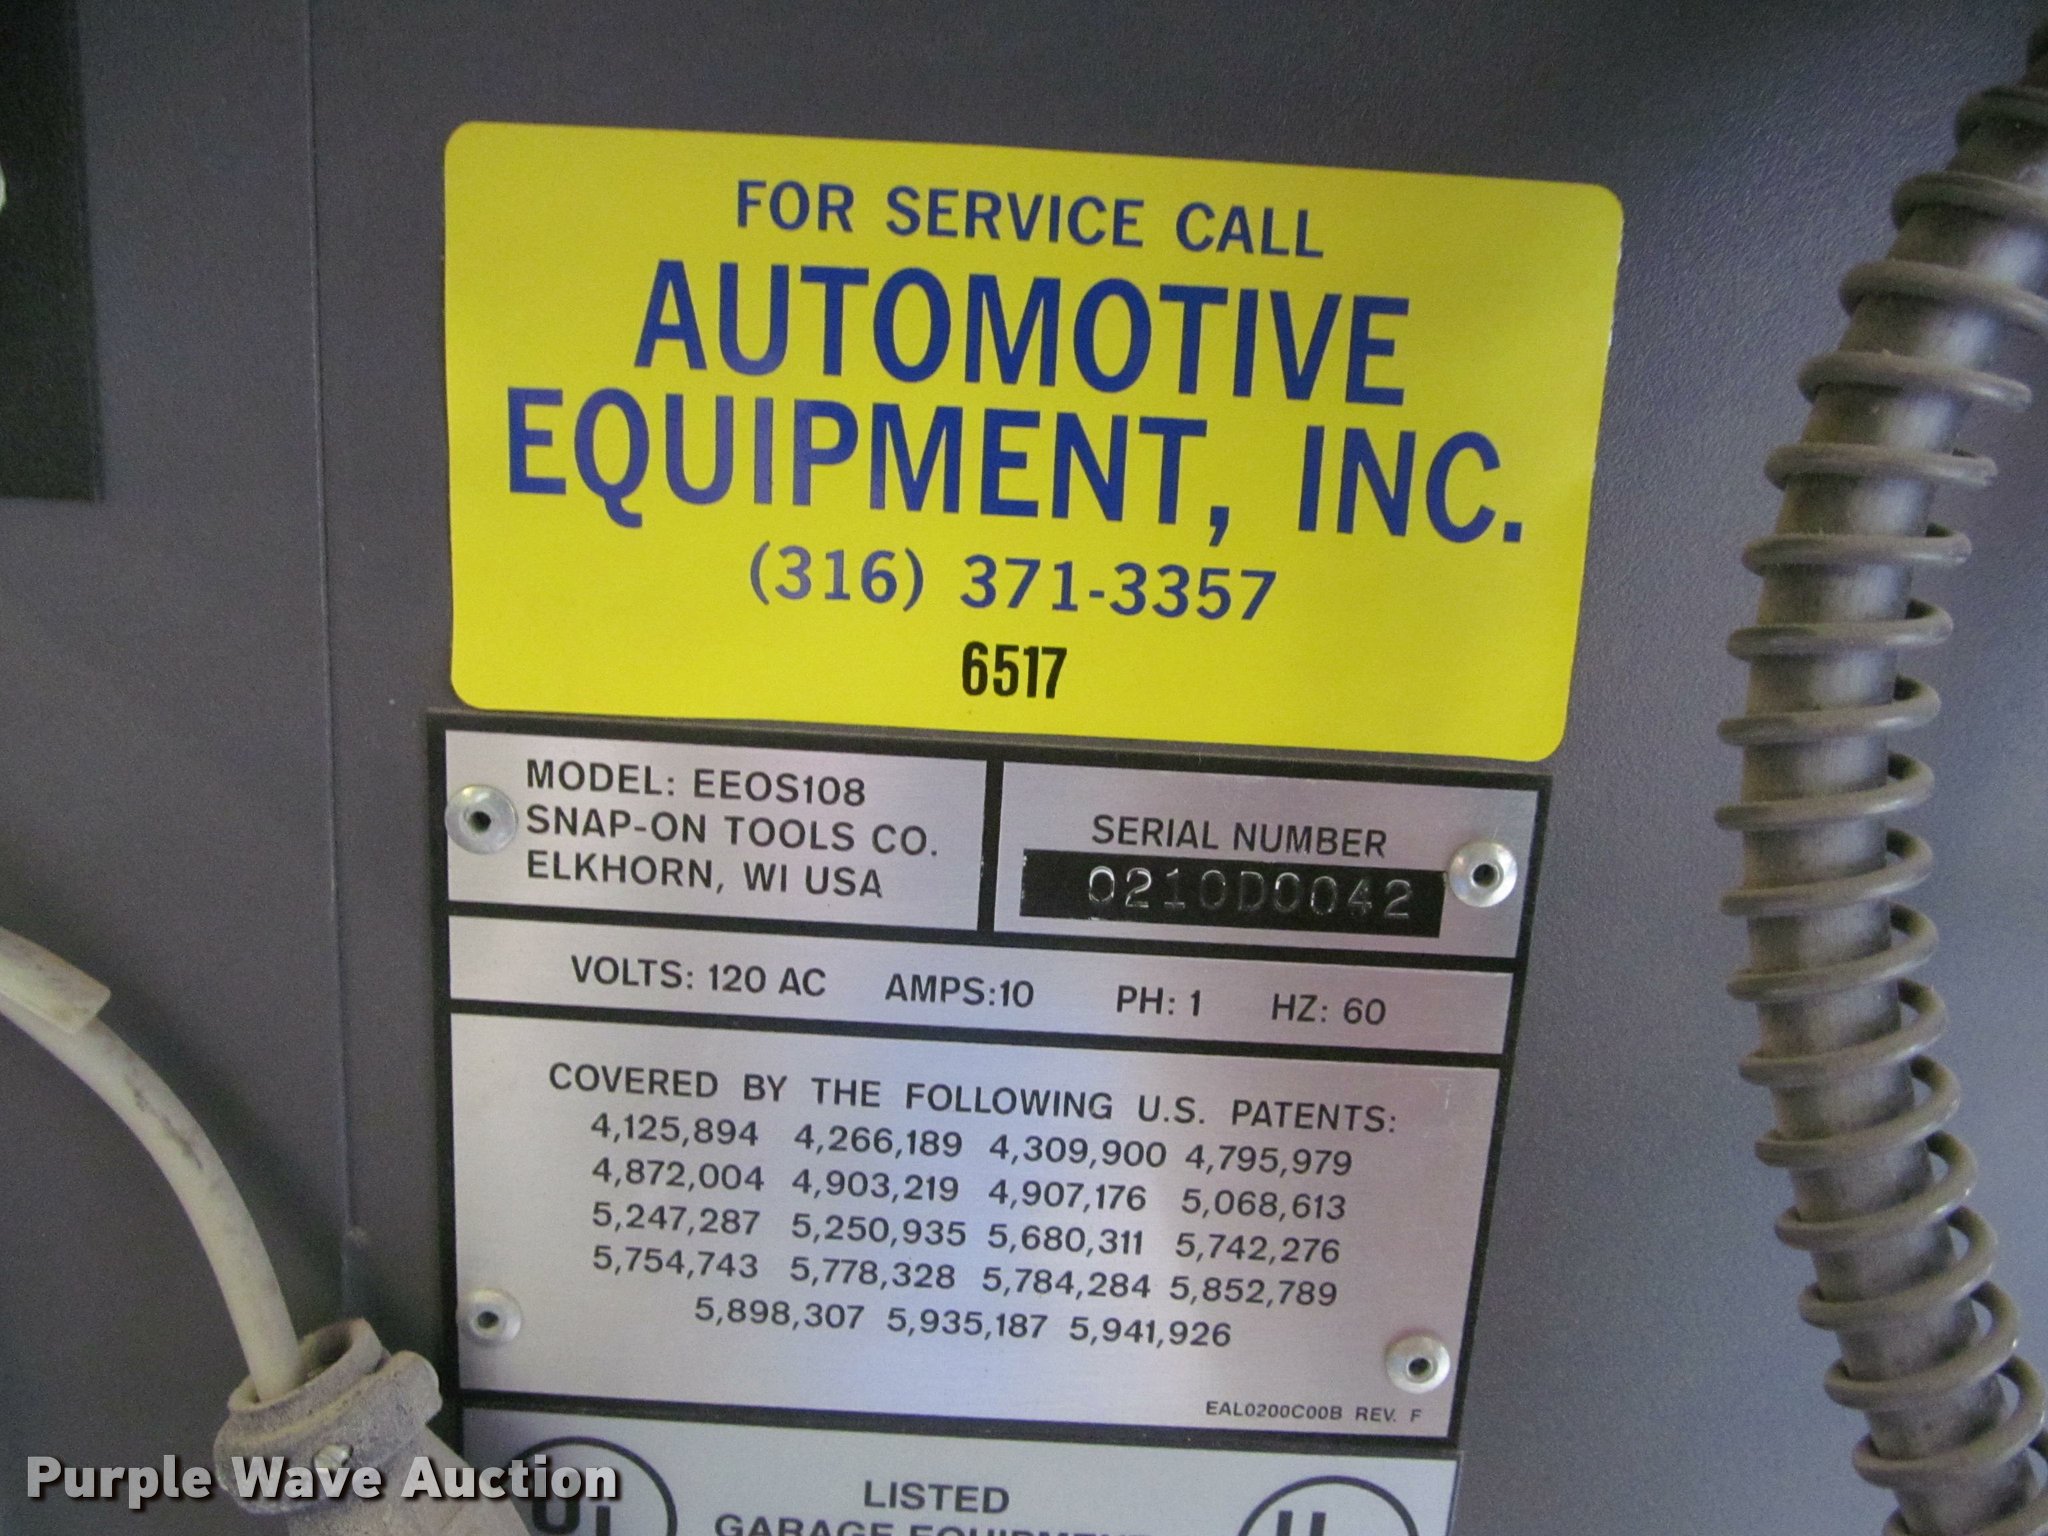 FOR SERVICE CALL
AUTOMOTIVE
EQUIPMENT, INC.
(316) 371-3357
6517
MODEL: EEOS108
SNAP-ON TOOLS CO.
ELKHORN, WI USA
SERIAL NUMBER
0210D0042
VOLTS: 120 AC AMPS:10 PH: 1 HZ: 60
COVERED BY THE FOLLOWING U.S. PATENTS:
4,125,894 4,266,189 4,309,900 4,795,979
4,872,004 4,903,219 4,907,176 5,068,613
5,247,287 5,250,935 5,680,311 5,742,276
5,754,743 5,778,328 5,784,284 5,852,789
5,898,307 5,935,187 5,941,926
EAL0200C00B REV. F
UL
LISTED
UL
GARAGE EQUIPMENT
Purple Wave Auction